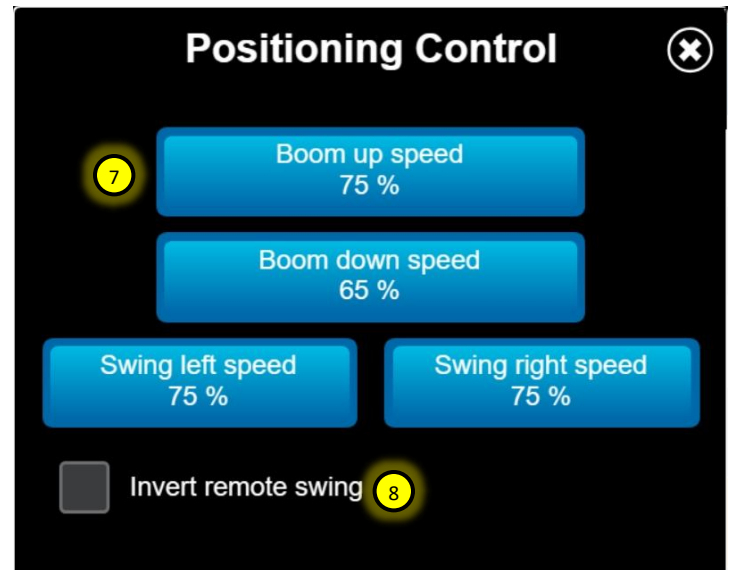 Positioning Control
7
Boom up speed
75 %
Boom down speed
65 %
Swing left speed
75 %
Swing right speed
75 %
Invert remote swing
8